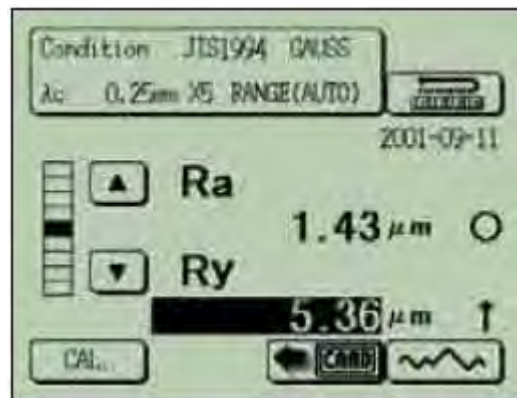 Condition JIS1994 GAUSS
λc 0.25mm X5 RANGE(AUTO)
2001-09-11
▲ Ra
1.43 μm ○
▼ Ry
5.36 μm ↑
CAL...
CARD